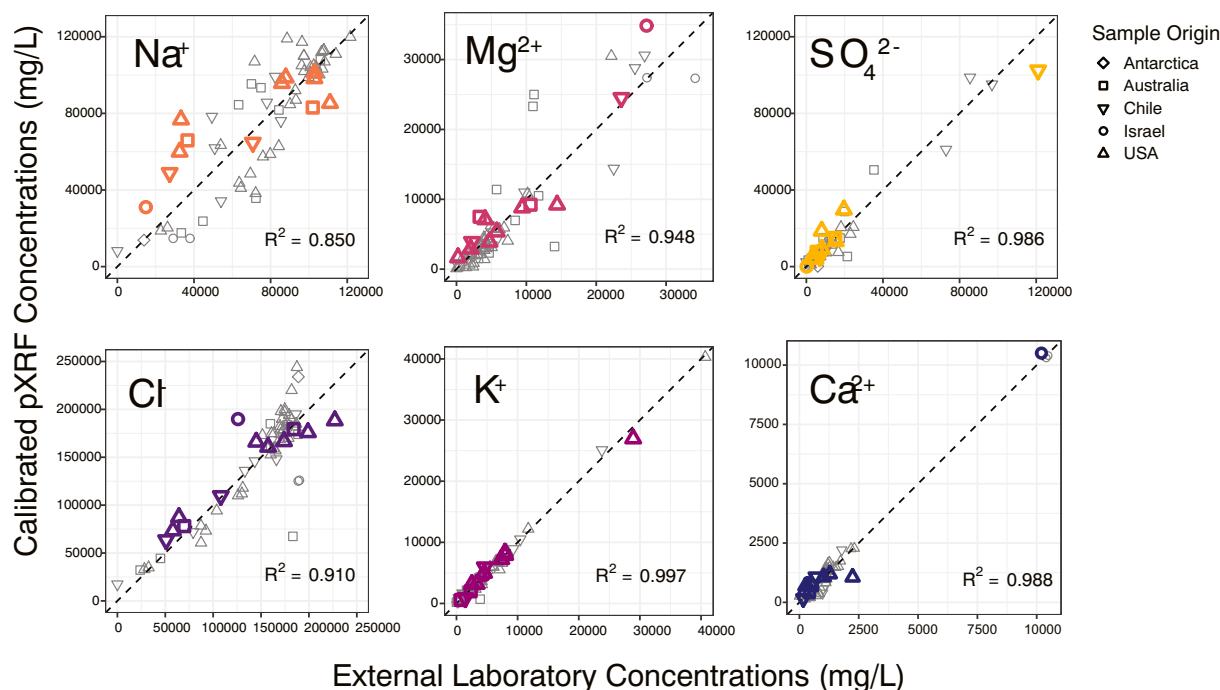 Calibrated pXRF Concentrations (mg/L)
Na+
120000
80000
40000
0
R² = 0.850
0 40000 80000 120000
Mg2+
30000
20000
10000
0
R² = 0.948
0 10000 20000 30000
SO₄2-
120000
80000
40000
0
R² = 0.986
0 40000 80000 120000
Sample Origin
Antarctica
Australia
Chile
Israel
USA
Cl-
250000
200000
150000
100000
50000
0
R² = 0.910
0 50000 100000 150000 200000 250000
K+
40000
30000
20000
10000
0
R² = 0.997
0 10000 20000 30000 40000
Ca2+
10000
7500
5000
2500
0
R² = 0.988
0 2500 5000 7500 10000
External Laboratory Concentrations (mg/L)